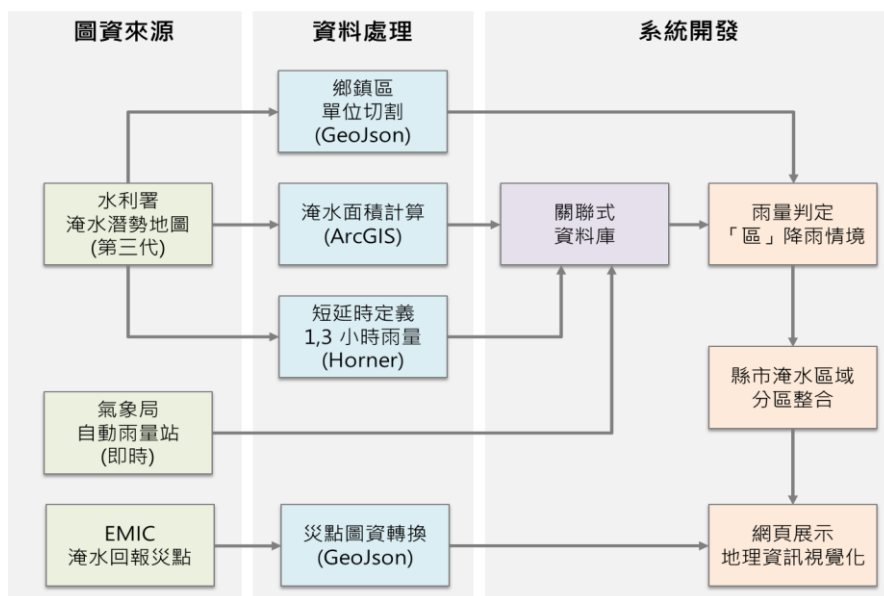 圖資來源
資料處理
系統開發
鄉鎮區
單位切割
(GeoJson)
水利署
淹水潛勢地圖
(第三代)
淹水面積計算
(ArcGIS)
關聯式
資料庫
雨量判定
「區」降雨情境
短延時定義
1,3 小時雨量
(Horner)
縣市淹水區域
分區整合
氣象局
自動雨量站
(即時)
EMIC
淹水回報災點
災點圖資轉換
(GeoJson)
網頁展示
地理資訊視覺化